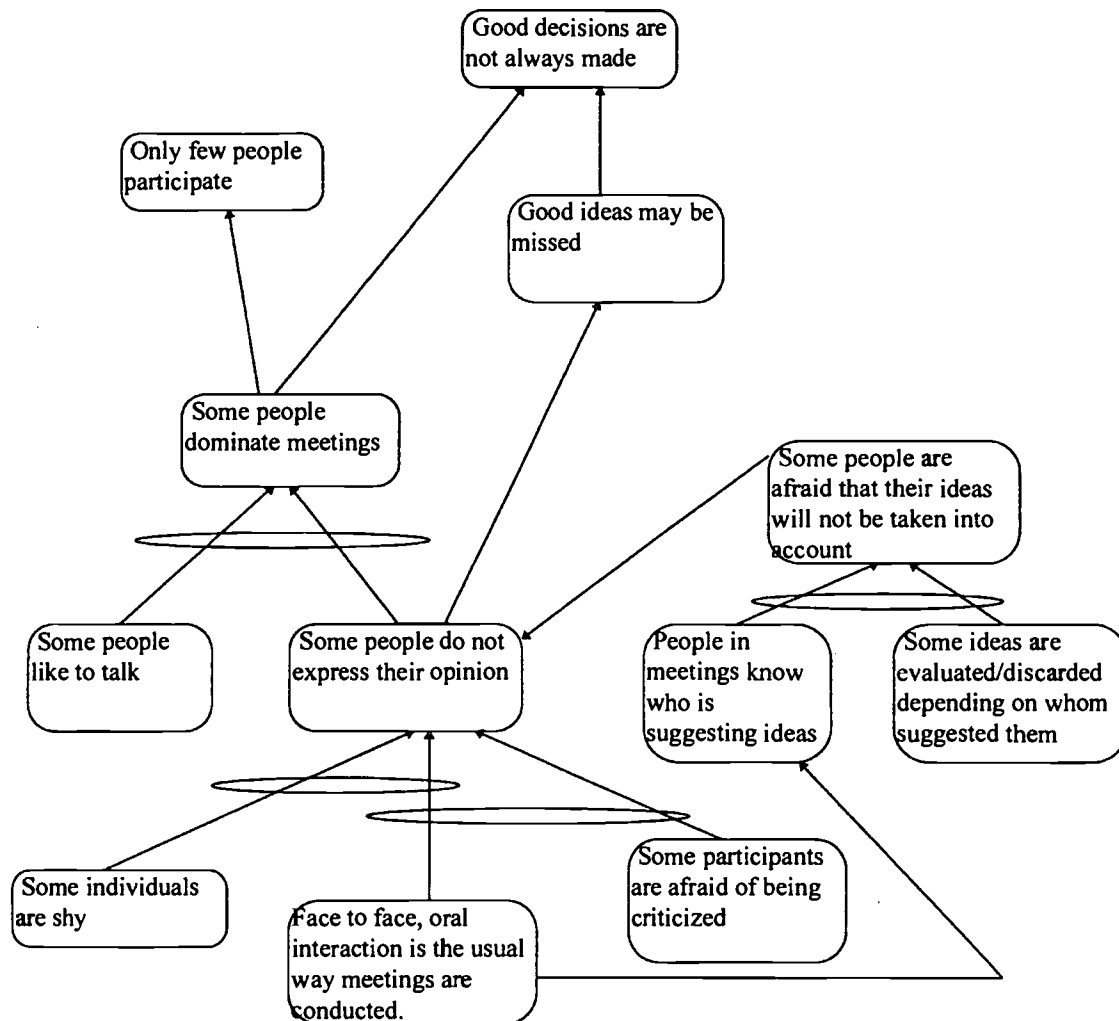 Good decisions are
not always made
Only few people
participate
Good ideas may be
missed
Some people
dominate meetings
Some people are
afraid that their ideas
will not be taken into
account
Some people
like to talk
Some people do not
express their opinion
People in
meetings know
who is
suggesting ideas
Some ideas are
evaluated/discarded
depending on whom
suggested them
Some individuals
are shy
Face to face, oral
interaction is the usual
way meetings are
conducted.
Some participants
are afraid of being
criticized